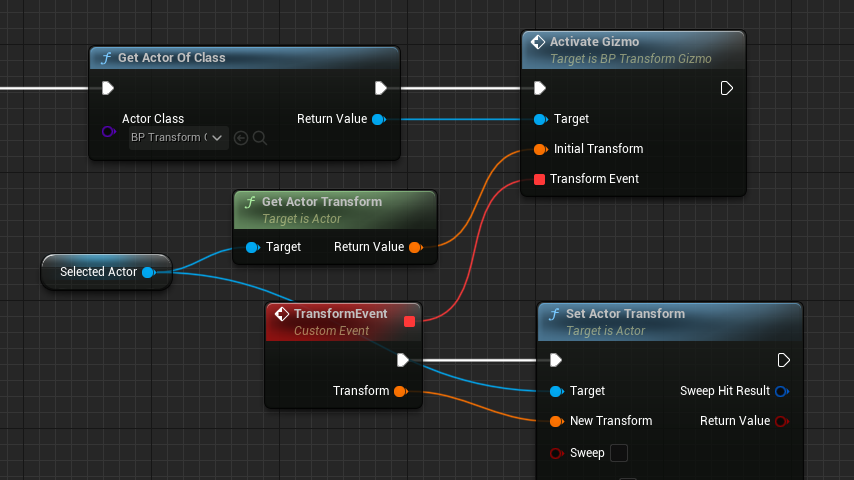 Get Actor Of Class
Actor Class
BP Transform G
Return Value
Activate Gizmo
Target is BP Transform Gizmo
Target
Initial Transform
Transform Event
Get Actor Transform
Target is Actor
Target
Return Value
Selected Actor
TransformEvent
Custom Event
Transform
Set Actor Transform
Target is Actor
Target
Sweep Hit Result
New Transform
Return Value
Sweep